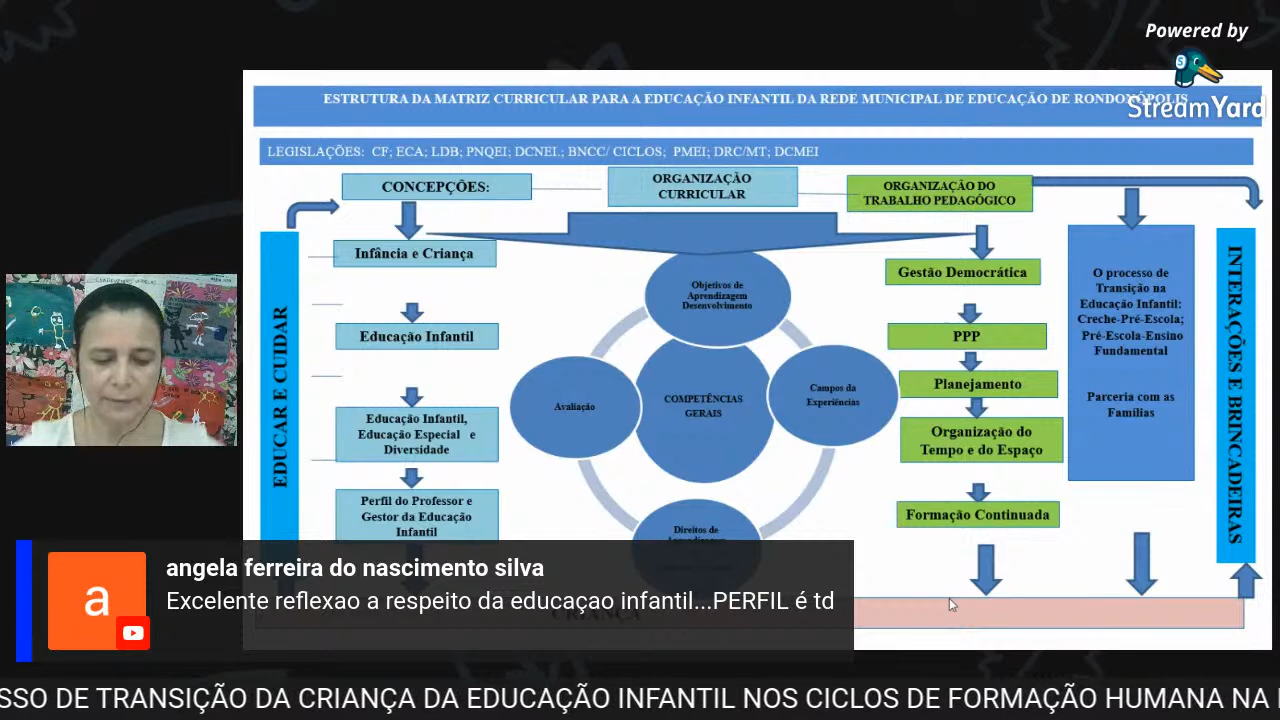 Powered by
StreamYard
ESTRUTURA DA MATRIZ CURRICULAR PARA A EDUCAÇÃO INFANTIL DA REDE MUNICIPAL DE EDUCAÇÃO DE RONDONÓPOLIS
LEGISLAÇÕES: CF; ECA; LDB; PNQEI; DCNEI.; BNCC/ CICLOS; PMEI; DRC/MT; DCMEI
CONCEPÇÕES:
ORGANIZAÇÃO
CURRICULAR
ORGANIZAÇÃO DO
TRABALHO PEDAGÓGICO
EDUCAR E CUIDAR
Infância e Criança
Educação Infantil
Educação Infantil,
Educação Especial e
Diversidade
Perfil do Professor e
Gestor da Educação
Infantil
Objetivos de
Aprendizagem
Desenvolvimento
Avaliação
COMPETÊNCIAS
GERAIS
Campos da
Experiências
Direitos de
Gestão Democrática
PPP
Planejamento
Organização do
Tempo e do Espaço
Formação Continuada
O processo de
Transição na
Educação Infantil:
Creche-Pré-Escola;
Pré-Escola-Ensino
Fundamental
Parceria com as
Famílias
INTERAÇÕES E BRINCADEIRAS
CRIANÇA
a
angela ferreira do nascimento silva
Excelente reflexao a respeito da educaçao infantil...PERFIL é td
SSO DE TRANSIÇÃO DA CRIANÇA DA EDUCAÇÃO INFANTIL NOS CICLOS DE FORMAÇÃO HUMANA NA